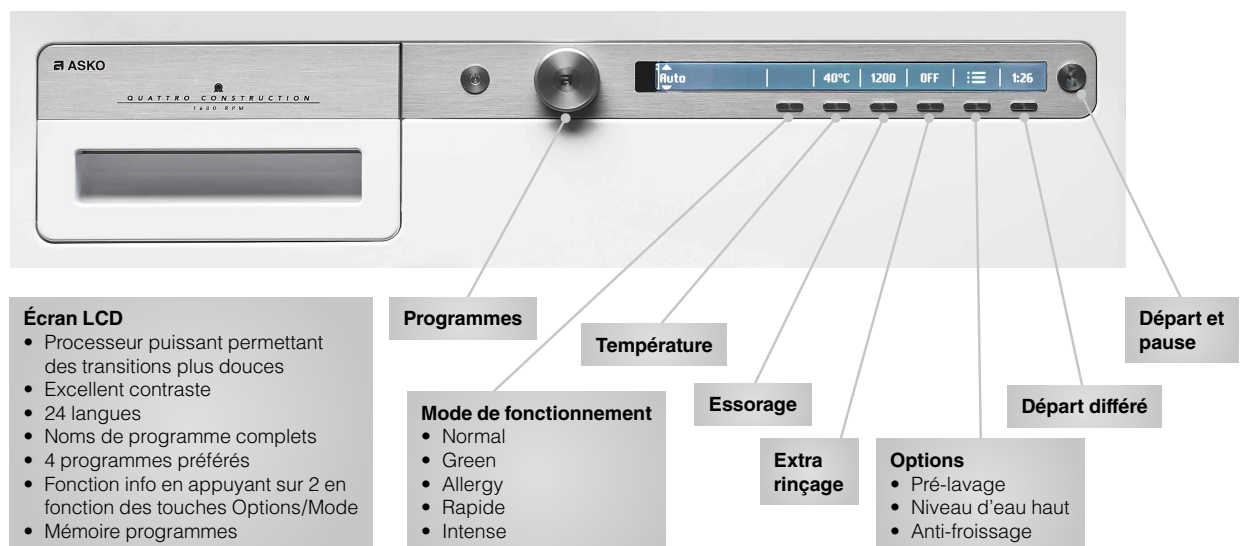 ASKO
QUATTRO CONSTRUCTION
1600 RPM
Auto 40°C 1200 OFF 1:26
Programmes
Température
Essorage
Extra
rinçage
Départ différé
Départ et
pause
Écran LCD
• Processeur puissant permettant
des transitions plus douces
• Excellent contraste
• 24 langues
• Noms de programme complets
• 4 programmes préférés
• Fonction info en appuyant sur 2 en
fonction des touches Options/Mode
• Mémoire programmes
Mode de fonctionnement
• Normal
• Green
• Allergy
• Rapide
• Intense
Options
• Pré-lavage
• Niveau d'eau haut
• Anti-froissage